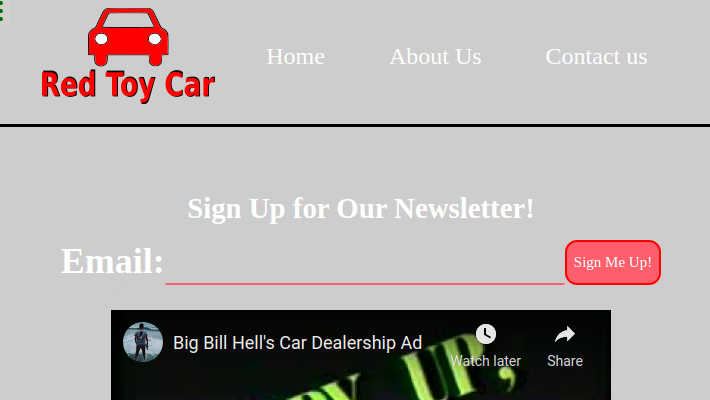 Red Toy Car
Home About Us Contact us
Sign Up for Our Newsletter!
Email: Sign Me Up!
Big Bill Hell's Car Dealership Ad
Watch later Share
UP,